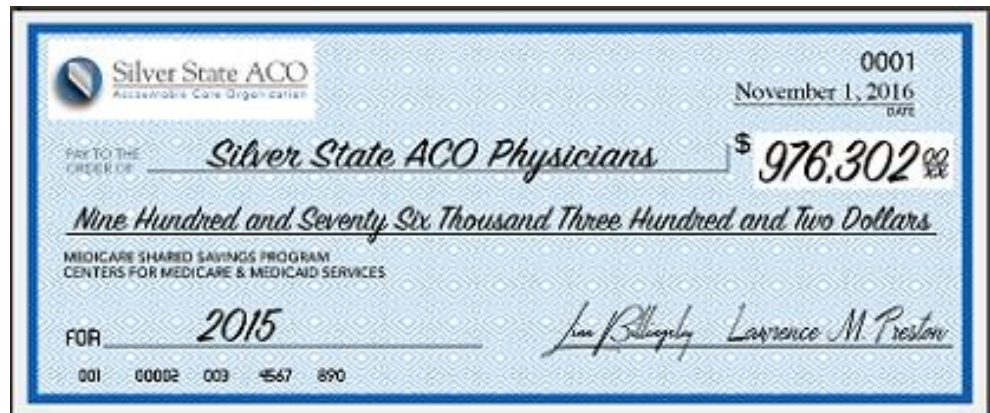 Silver State ACO
Accountable Care Organization
0001
November 1, 2016
DATE
PAY TO THE
ORDER OF
Silver State ACO Physicians
$ 976,302 00/xx
Nine Hundred and Seventy Six Thousand Three Hundred and Two Dollars
MEDICARE SHARED SAVINGS PROGRAM
CENTERS FOR MEDICARE & MEDICAID SERVICES
FOR 2015
Lawrence M. Preston
001 00002 003 4567 890